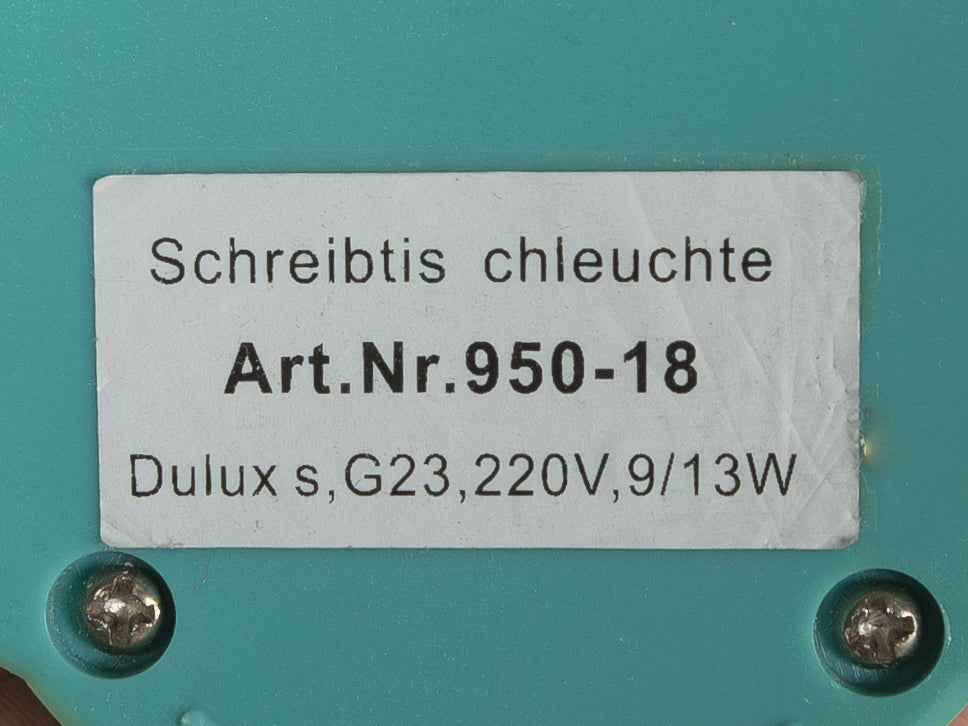 Schreibtis chleuchte
Art.Nr.950-18
Dulux s,G23,220V,9/13W